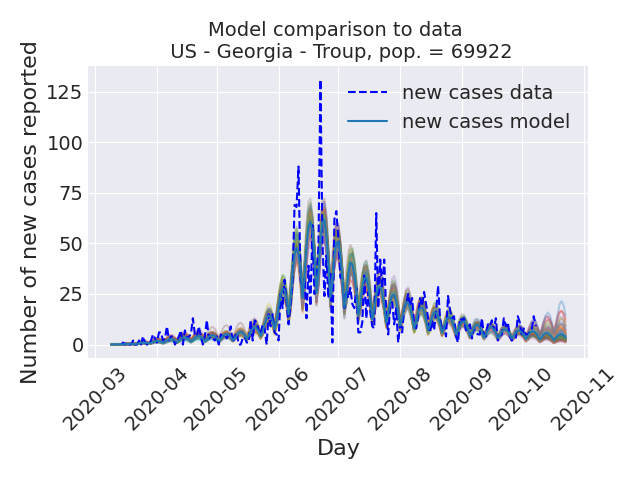 Model comparison to data
US - Georgia - Troup, pop. = 69922
Number of new cases reported
125
100
75
50
25
0
new cases data
new cases model
2020-03
2020-04
2020-05
2020-06
2020-07
2020-08
2020-09
2020-10
2020-11
Day